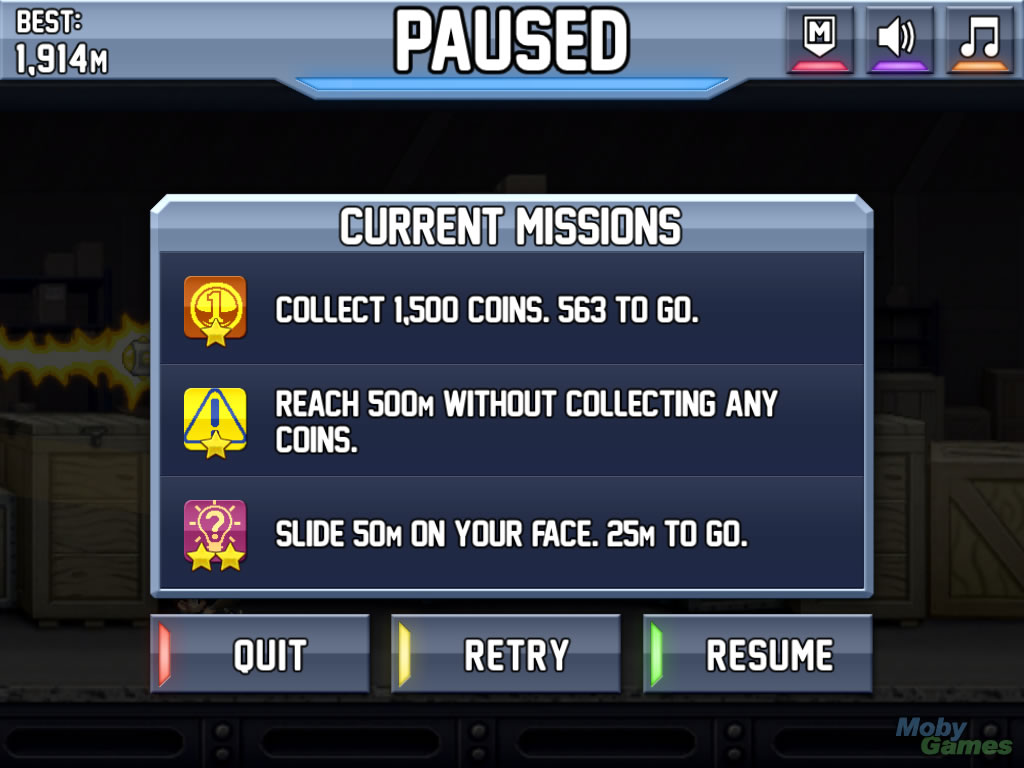 BEST:
1,914M
PAUSED
M
CURRENT MISSIONS
1
COLLECT 1,500 COINS. 563 TO GO.
!
REACH 500M WITHOUT COLLECTING ANY
COINS.
?
SLIDE 50M ON YOUR FACE. 25M TO GO.
QUIT
RETRY
RESUME
Moby
Games